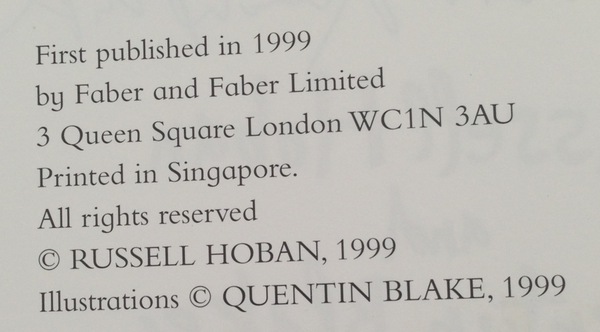 First published in 1999
by Faber and Faber Limited
3 Queen Square London WC1N 3AU
Printed in Singapore.
All rights reserved
© RUSSELL HOBAN, 1999
Illustrations © QUENTIN BLAKE, 1999